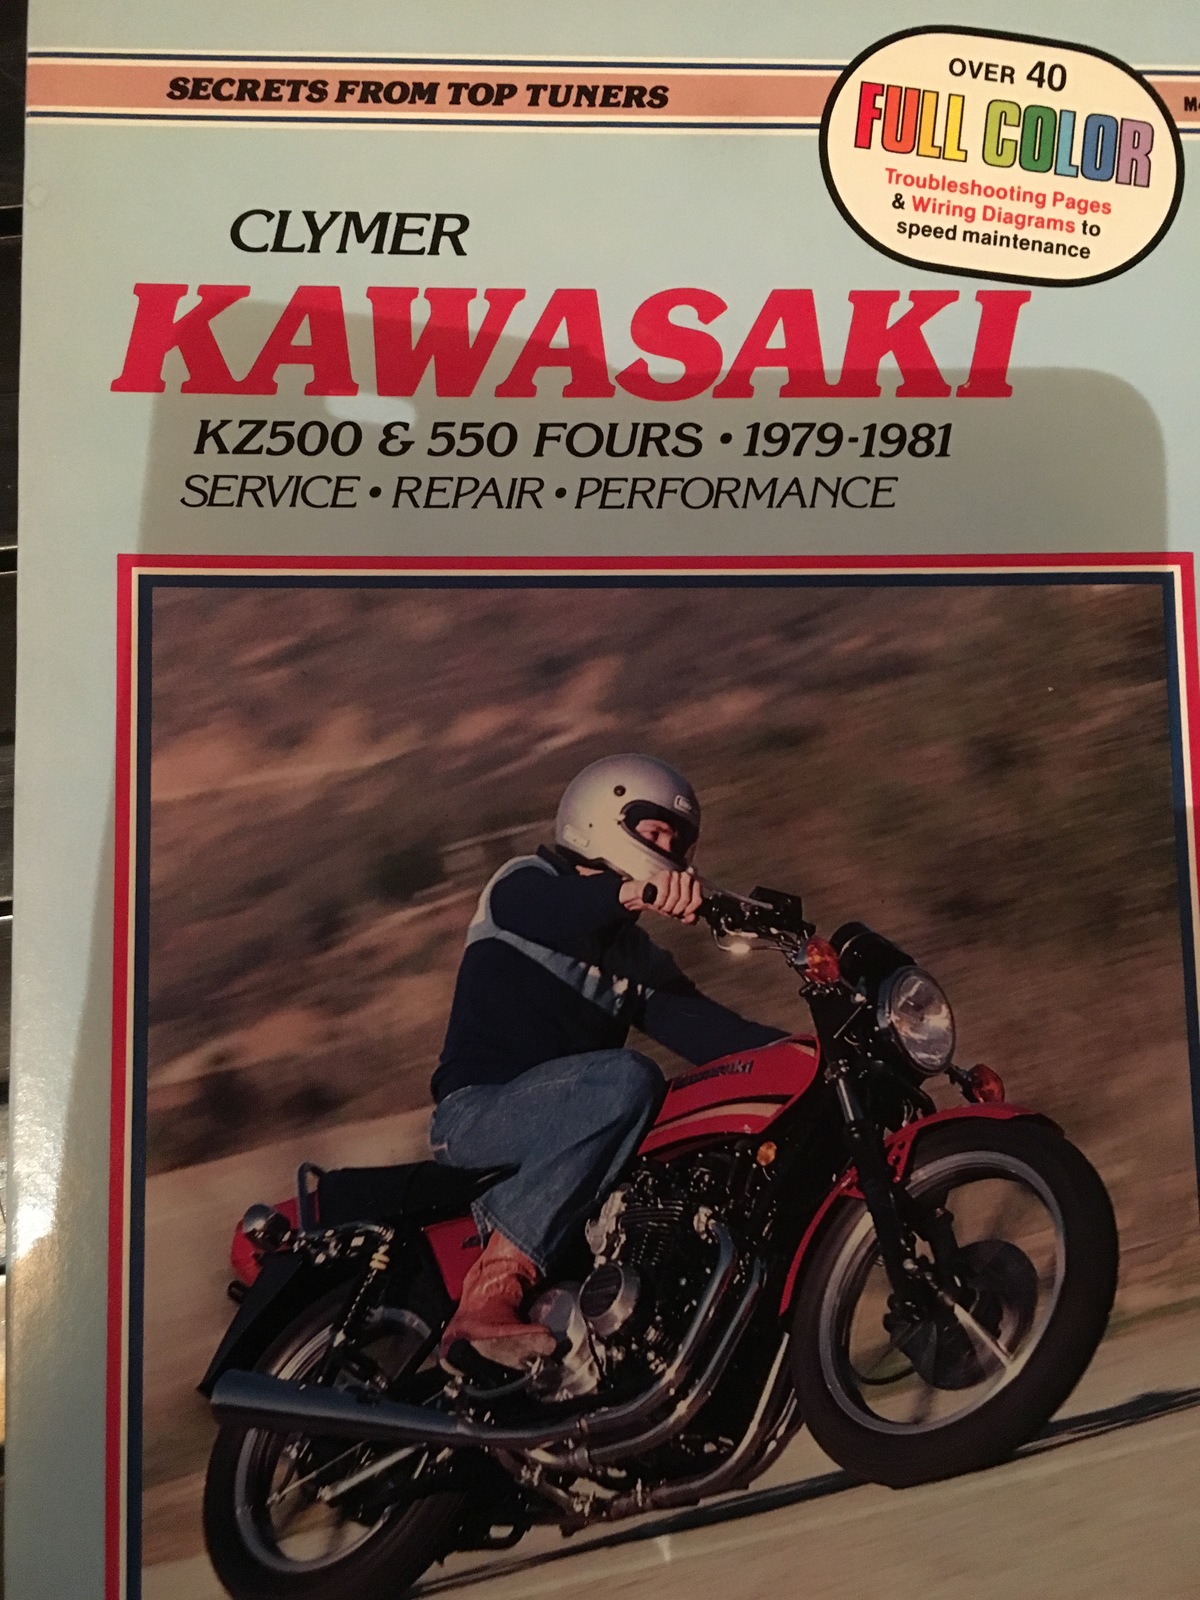 SECRETS FROM TOP TUNERS
OVER 40
FULL COLOR
Troubleshooting Pages
& Wiring Diagrams to
speed maintenance
CLYMER
KAWASAKI
KZ500 & 550 FOURS • 1979-1981
SERVICE • REPAIR • PERFORMANCE
Kawasaki